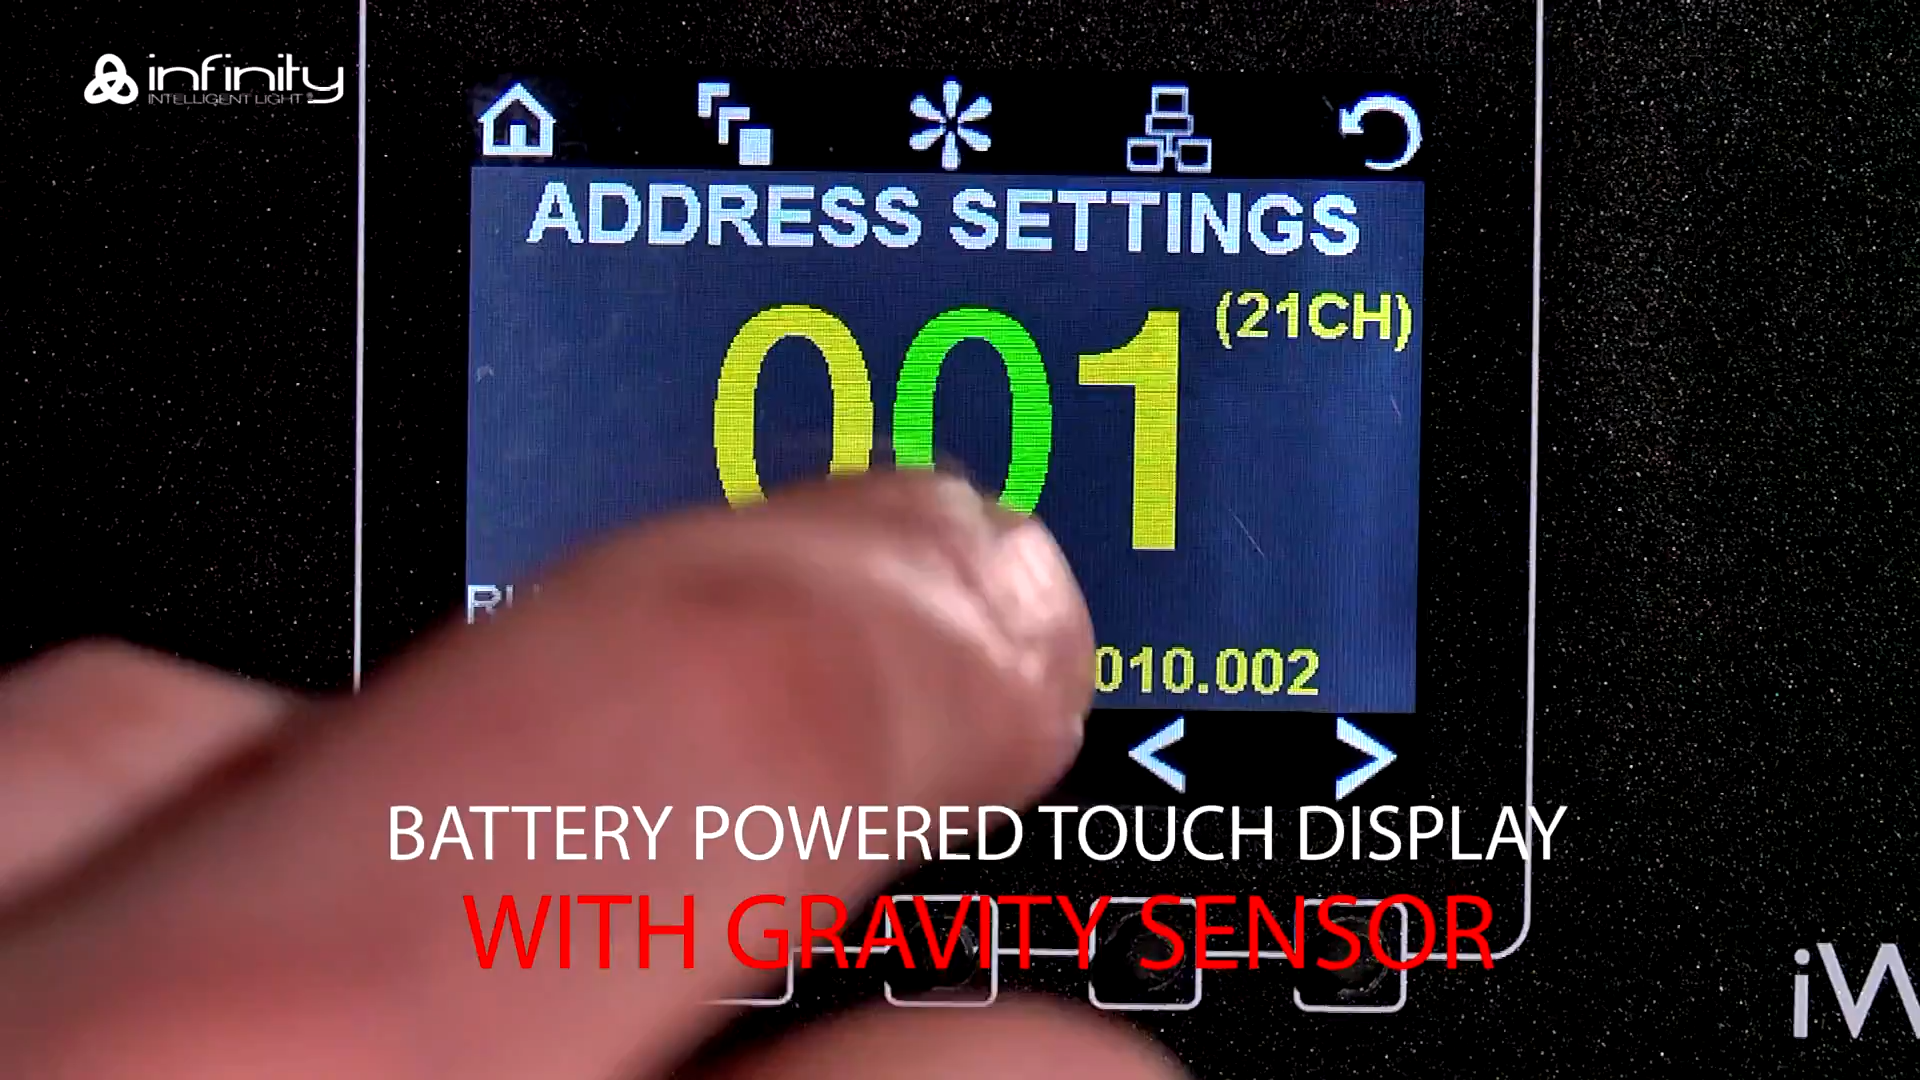 infinity
INTELLIGENT LIGHT®
ADDRESS SETTINGS
(21CH)
001
010.002
< >
BATTERY POWERED TOUCH DISPLAY
WITH GRAVITY SENSOR